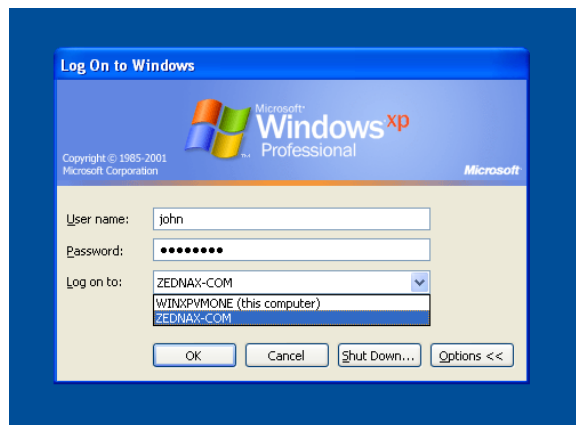 Log On to Windows
Microsoft®
Windows xp
Professional
Copyright © 1985-2001
Microsoft Corporation
Microsoft
User name: john
Password: ●●●●●●●●
Log on to: ZEDNAX-COM
WINXPVMONE (this computer)
ZEDNAX-COM
OK Cancel Shut Down... Options <<